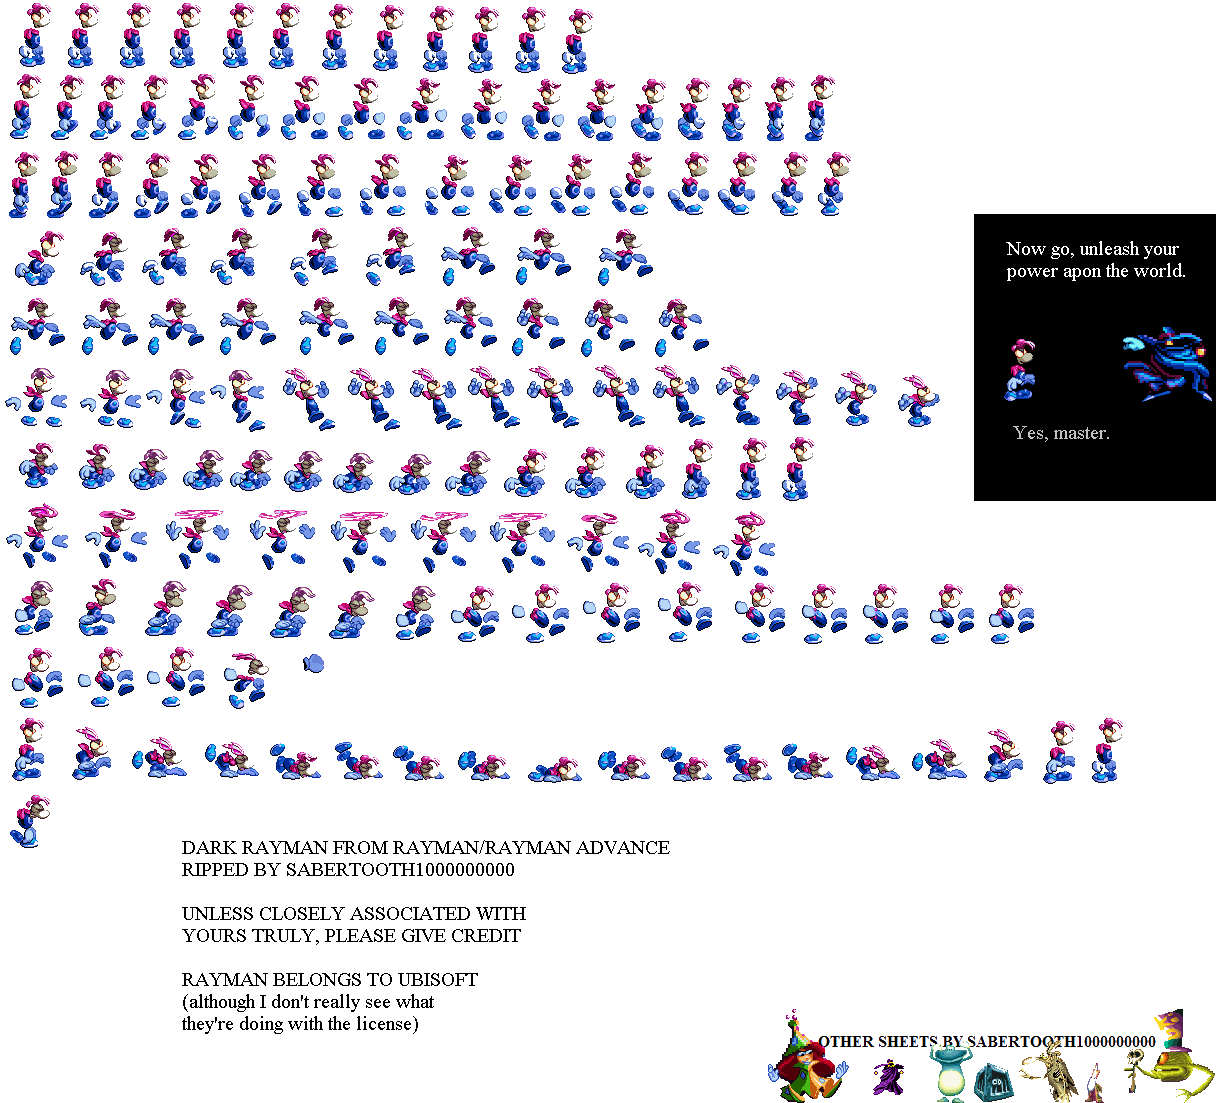 Now go, unleash your
power apon the world.
Yes, master.
DARK RAYMAN FROM RAYMAN/RAYMAN ADVANCE
RIPPED BY SABERTOOTH1000000000
UNLESS CLOSELY ASSOCIATED WITH
YOURS TRULY, PLEASE GIVE CREDIT
RAYMAN BELONGS TO UBISOFT
(although I don't really see what
they're doing with the license)
OTHER SHEETS BY SABERTOOTH1000000000